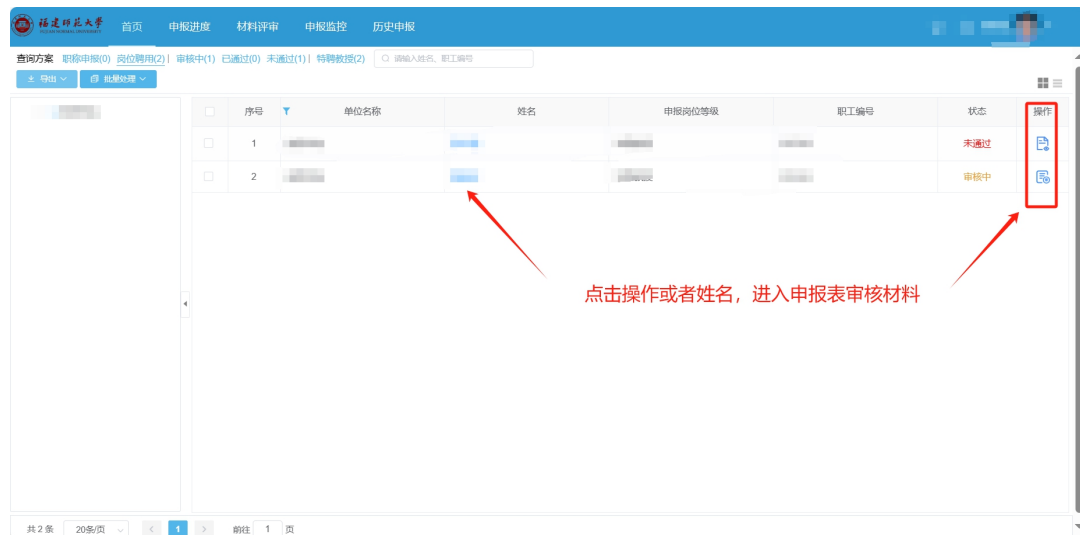 福建师范大学 首页 申报进度 材料评审 申报监控 历史申报
FUJIAN NORMAL UNIVERSITY
查询方案 职称申报(0) 岗位聘用(2)| 审核中(1) 已通过(0) 未通过(1)| 特聘教授(2) 请输入姓名、职工编号
导出 批量处理
序号 单位名称 姓名 申报岗位等级 职工编号 状态 操作
1 未通过
2 审核中
点击操作或者姓名，进入申报表审核材料
共 2 条 20条/页 1 前往 1 页